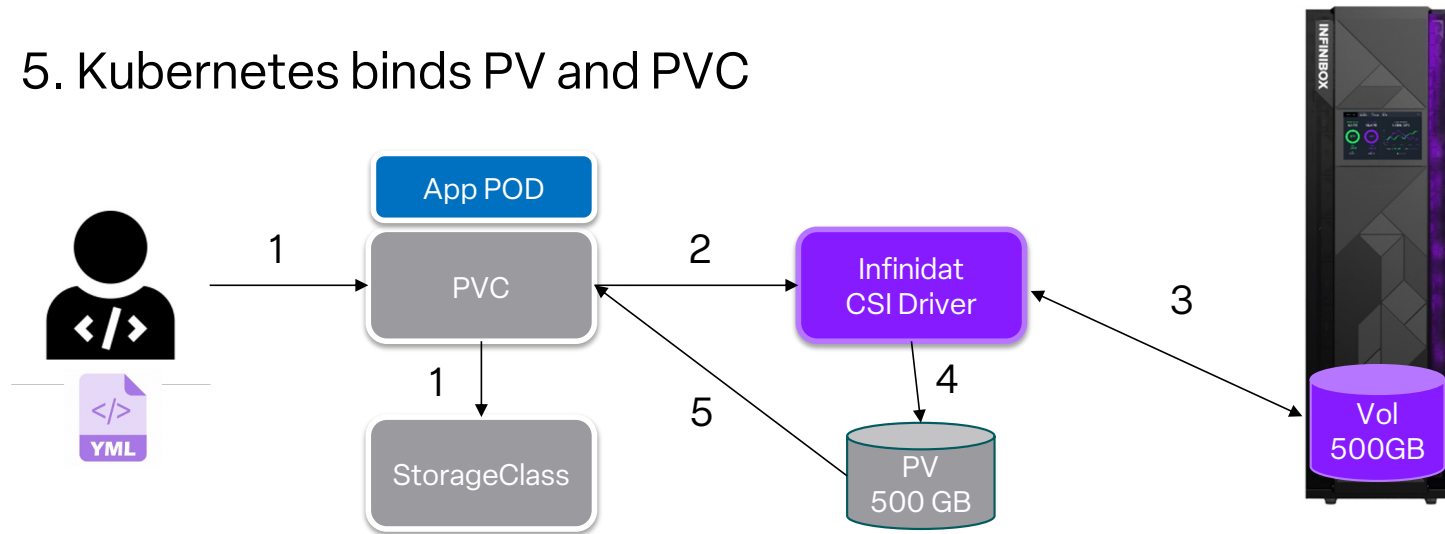 5. Kubernetes binds PV and PVC
INFINIBOX
App POD
1
PVC
2
Infinidat
CSI Driver
3
</>
1
4
5
</>
YML
StorageClass
PV
500 GB
Vol
500GB